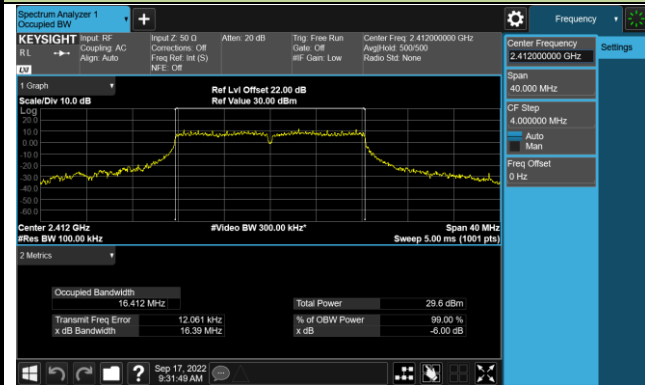 Spectrum Analyzer 1
Occupied BW
+
Frequency
KEYSIGHT
RL
LXI
Input: RF
Coupling: AC
Align: Auto
Input Z: 50 Ω
Corrections: Off
Freq Ref: Int (S)
NFE: Off
Atten: 20 dB
Trig: Free Run
Gate: Off
#IF Gain: Low
Center Freq: 2.412000000 GHz
Avg|Hold: 500/500
Radio Std: None
Center Frequency
2.412000000 GHz
Settings
Span
40.000 MHz
CF Step
4.000000 MHz
Auto
Man
Freq Offset
0 Hz
1 Graph
Scale/Div 10.0 dB
Ref Lvl Offset 22.00 dB
Ref Value 30.00 dBm
Log
20.0
10.0
0.00
-10.0
-20.0
-30.0
-40.0
-50.0
-60.0
Center 2.412 GHz
#Res BW 100.00 kHz
#Video BW 300.00 kHz*
Span 40 MHz
Sweep 5.00 ms (1001 pts)
2 Metrics
Occupied Bandwidth
16.412 MHz
Total Power 29.6 dBm
Transmit Freq Error 12.061 kHz
% of OBW Power 99.00 %
x dB Bandwidth 16.39 MHz
x dB -6.00 dB
?
Sep 17, 2022
9:31:49 AM